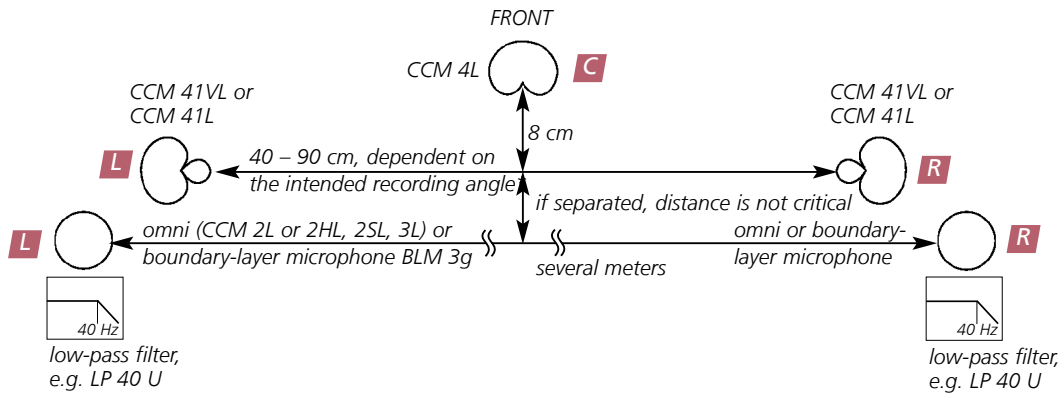 FRONT
CCM 4L
C
CCM 41VL or
CCM 41L
CCM 41VL or
CCM 41L
8 cm
L
40 – 90 cm, dependent on
the intended recording angle
R
if separated, distance is not critical
L
omni (CCM 2L or 2HL, 2SL, 3L) or
boundary-layer microphone BLM 3g
several meters
omni or boundary-
layer microphone
R
40 Hz
low-pass filter,
e.g. LP 40 U
40 Hz
low-pass filter,
e.g. LP 40 U